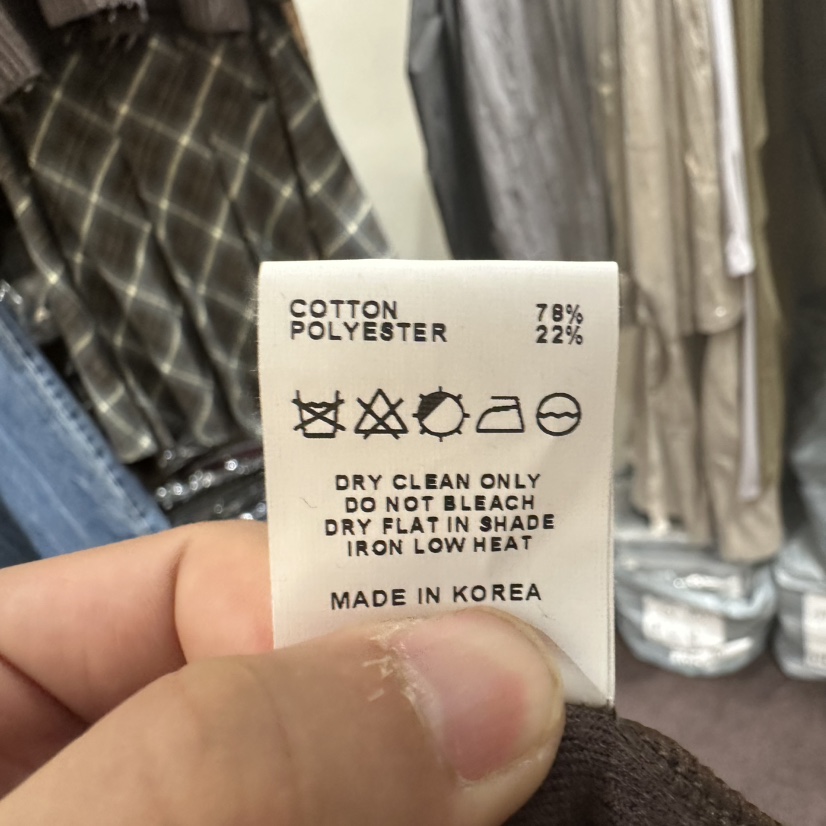 COTTON 78%
POLYESTER 22%
DRY CLEAN ONLY
DO NOT BLEACH
DRY FLAT IN SHADE
IRON LOW HEAT
MADE IN KOREA